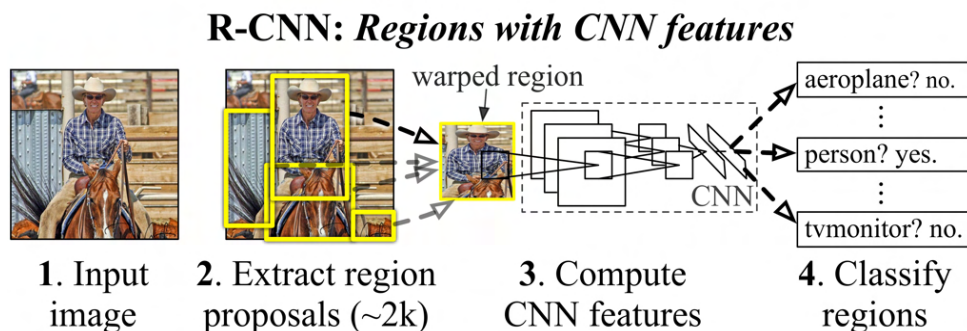 R-CNN: Regions with CNN features
warped region
aeroplane? no.
person? yes.
tvmonitor? no.
CNN
1. Input
image
2. Extract region
proposals (~2k)
3. Compute
CNN features
4. Classify
regions